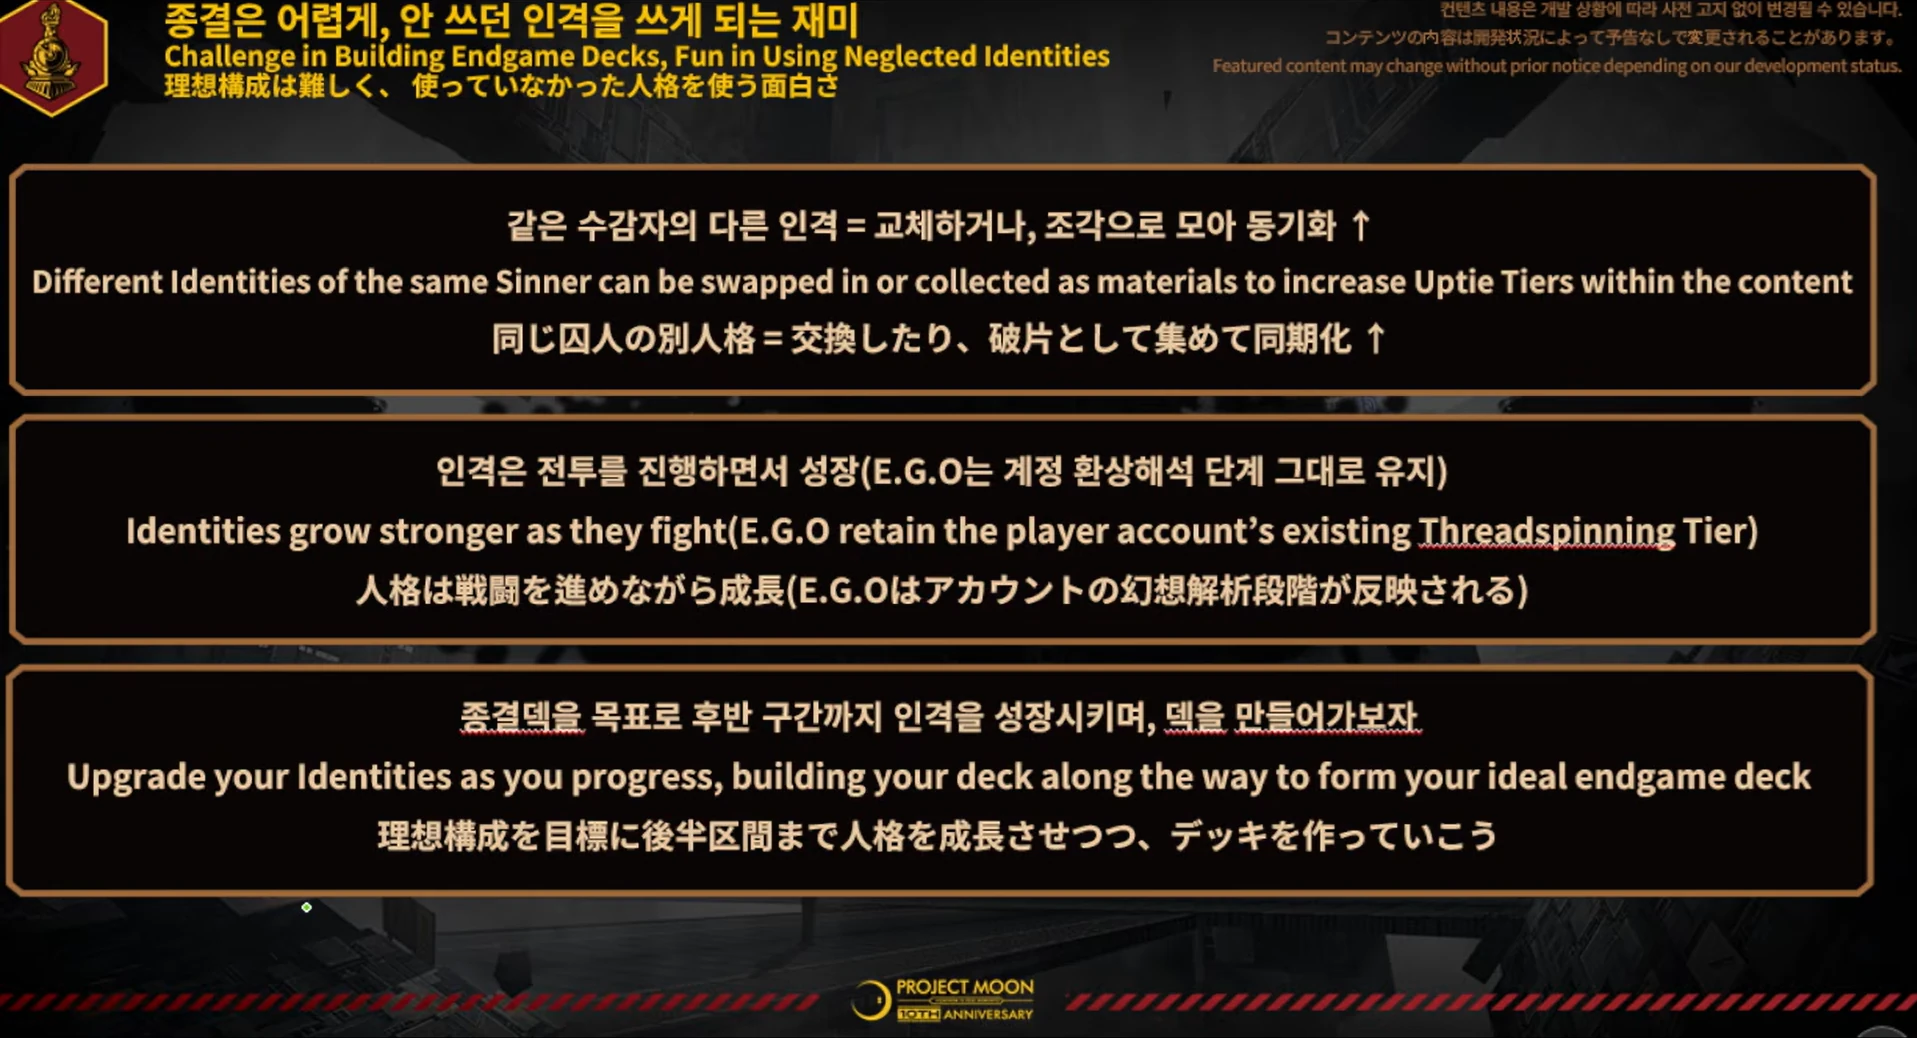 종결은 어렵게, 안 쓰던 인격을 쓰게 되는 재미
Challenge in Building Endgame Decks, Fun in Using Neglected Identities
理想構成は難しく、 使っていなかった人格を使う面白さ
컨텐츠 내용은 개발 상황에 따라 사전 고지 없이 변경될 수 있습니다.
コンテンツの内容は開発状況によって予告なしで変更されることがあります。
Featured content may change without prior notice depending on our development status.
같은 수감자의 다른 인격 = 교체하거나, 조각으로 모아 동기화 ↑
Different Identities of the same Sinner can be swapped in or collected as materials to increase Uptie Tiers within the content
同じ囚人の別人格 = 交換したり、破片として集めて同期化 ↑
인격은 전투를 진행하면서 성장(E.G.O는 계정 환상해석 단계 그대로 유지)
Identities grow stronger as they fight(E.G.O retain the player account’s existing Threadspinning Tier)
人格は戦闘を進めながら成長(E.G.Oはアカウントの幻想解析段階が反映される)
종결덱을 목표로 후반 구간까지 인격을 성장시키며, 덱을 만들어가보자
Upgrade your Identities as you progress, building your deck along the way to form your ideal endgame deck
理想構成を目標に後半区間まで人格を成長させつつ、デッキを作っていこう
PROJECT MOON
10TH ANNIVERSARY